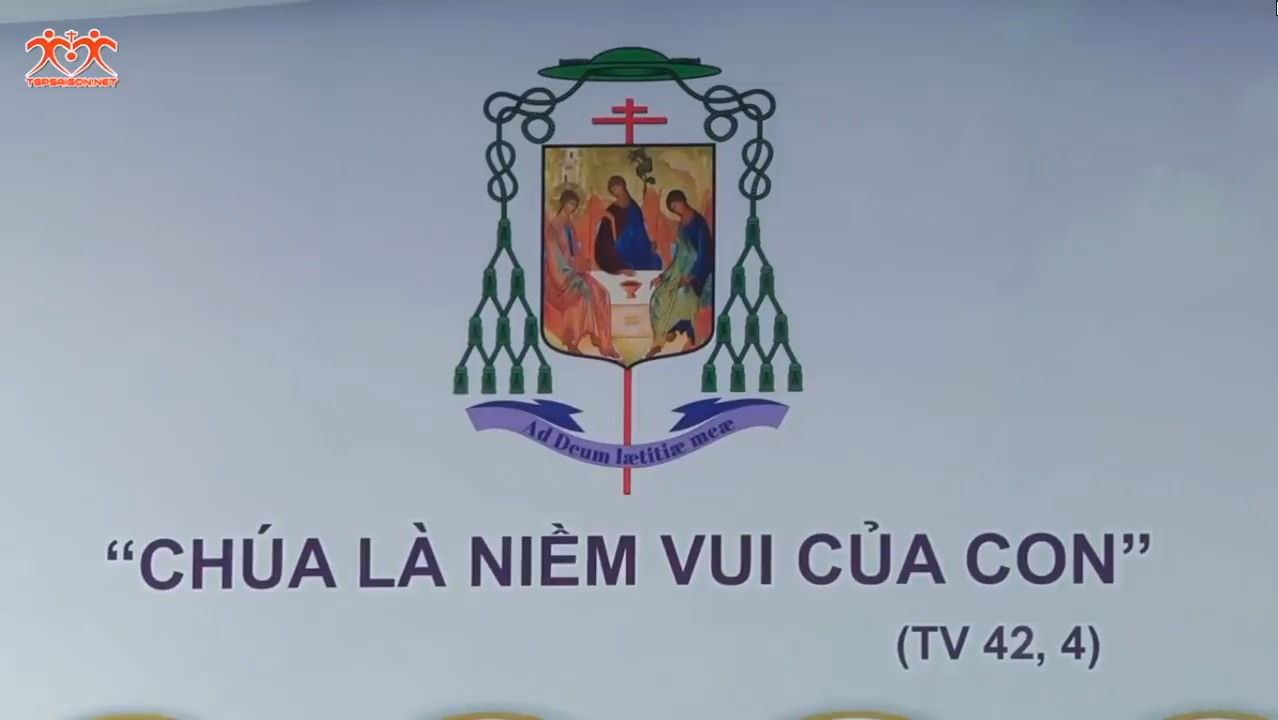 TGPSAIGON.NET
Ad Deum lætitiæ meæ
“CHÚA LÀ NIỀM VUI CỦA CON”
(TV 42, 4)